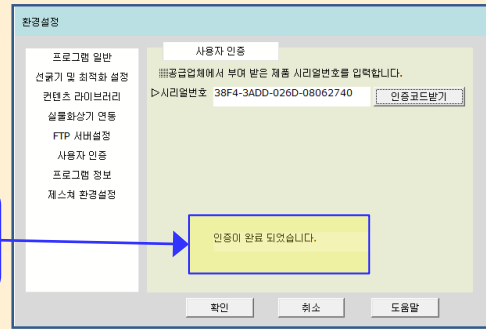 환경설정
프로그램 일반
선굵기 및 최적화 설정
컨텐츠 라이브러리
실물화상기 연동
FTP 서버설정
사용자 인증
프로그램 정보
제스쳐 환경설정
사용자 인증
▦공급업체에서 부여 받은 제품 시리얼번호를 입력합니다.
▷시리얼번호 38F4-3ADD-026D-08062740 인증코드받기
인증이 완료 되었습니다.
확인 취소 도움말